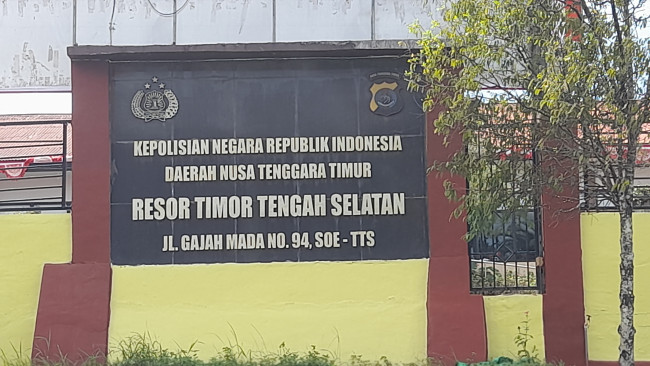 KEPOLISIAN NEGARA REPUBLIK INDONESIA
DAERAH NUSA TENGGARA TIMUR
RESOR TIMOR TENGAH SELATAN
JL. GAJAH MADA NO. 94, SOE - TTS